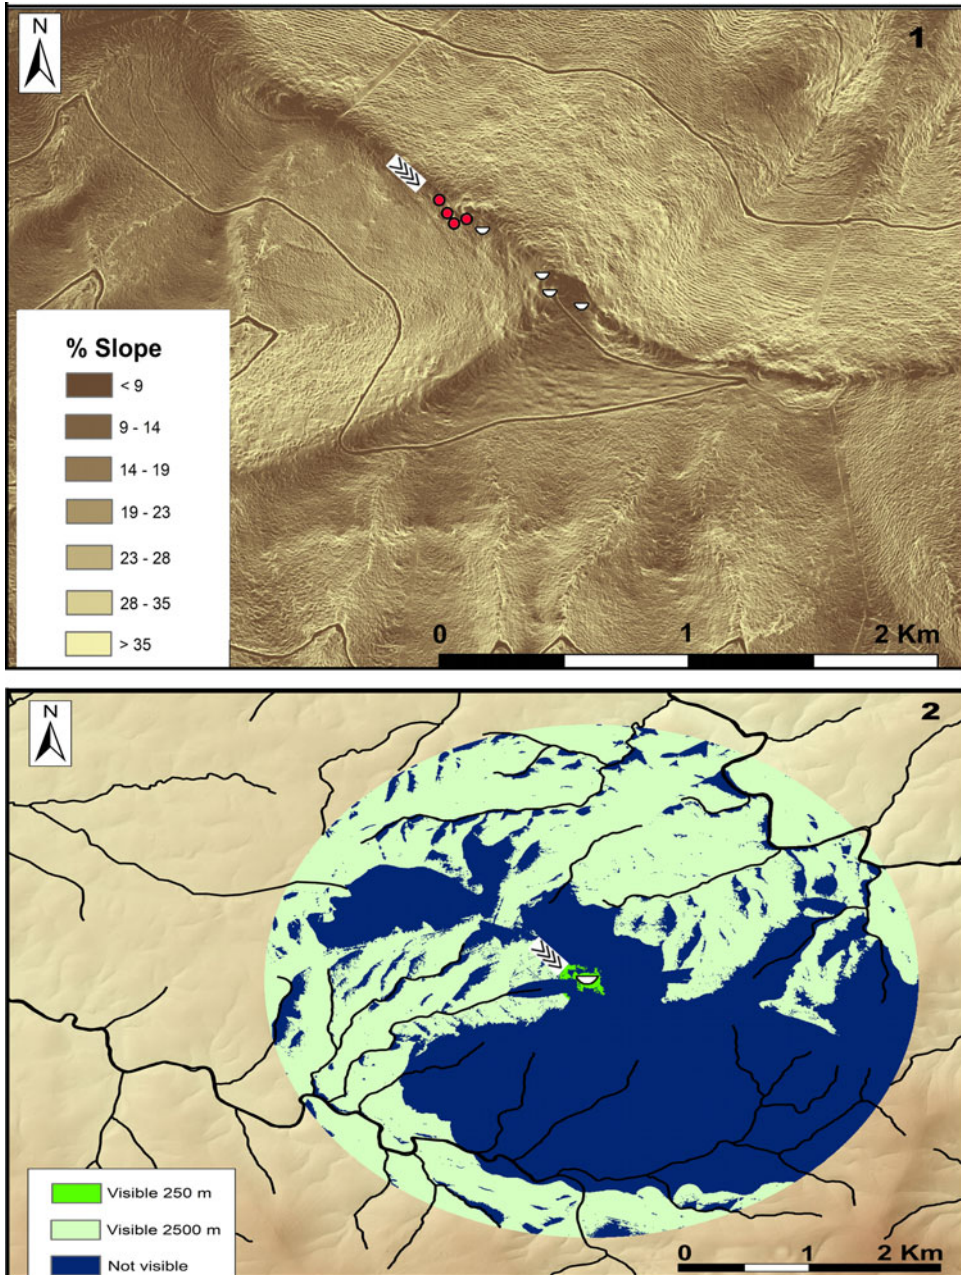 N
1
% Slope
< 9
9 - 14
14 - 19
19 - 23
23 - 28
28 - 35
> 35
0 1 2 Km
N
2
Visible 250 m
Visible 2500 m
Not visible
0 1 2 Km